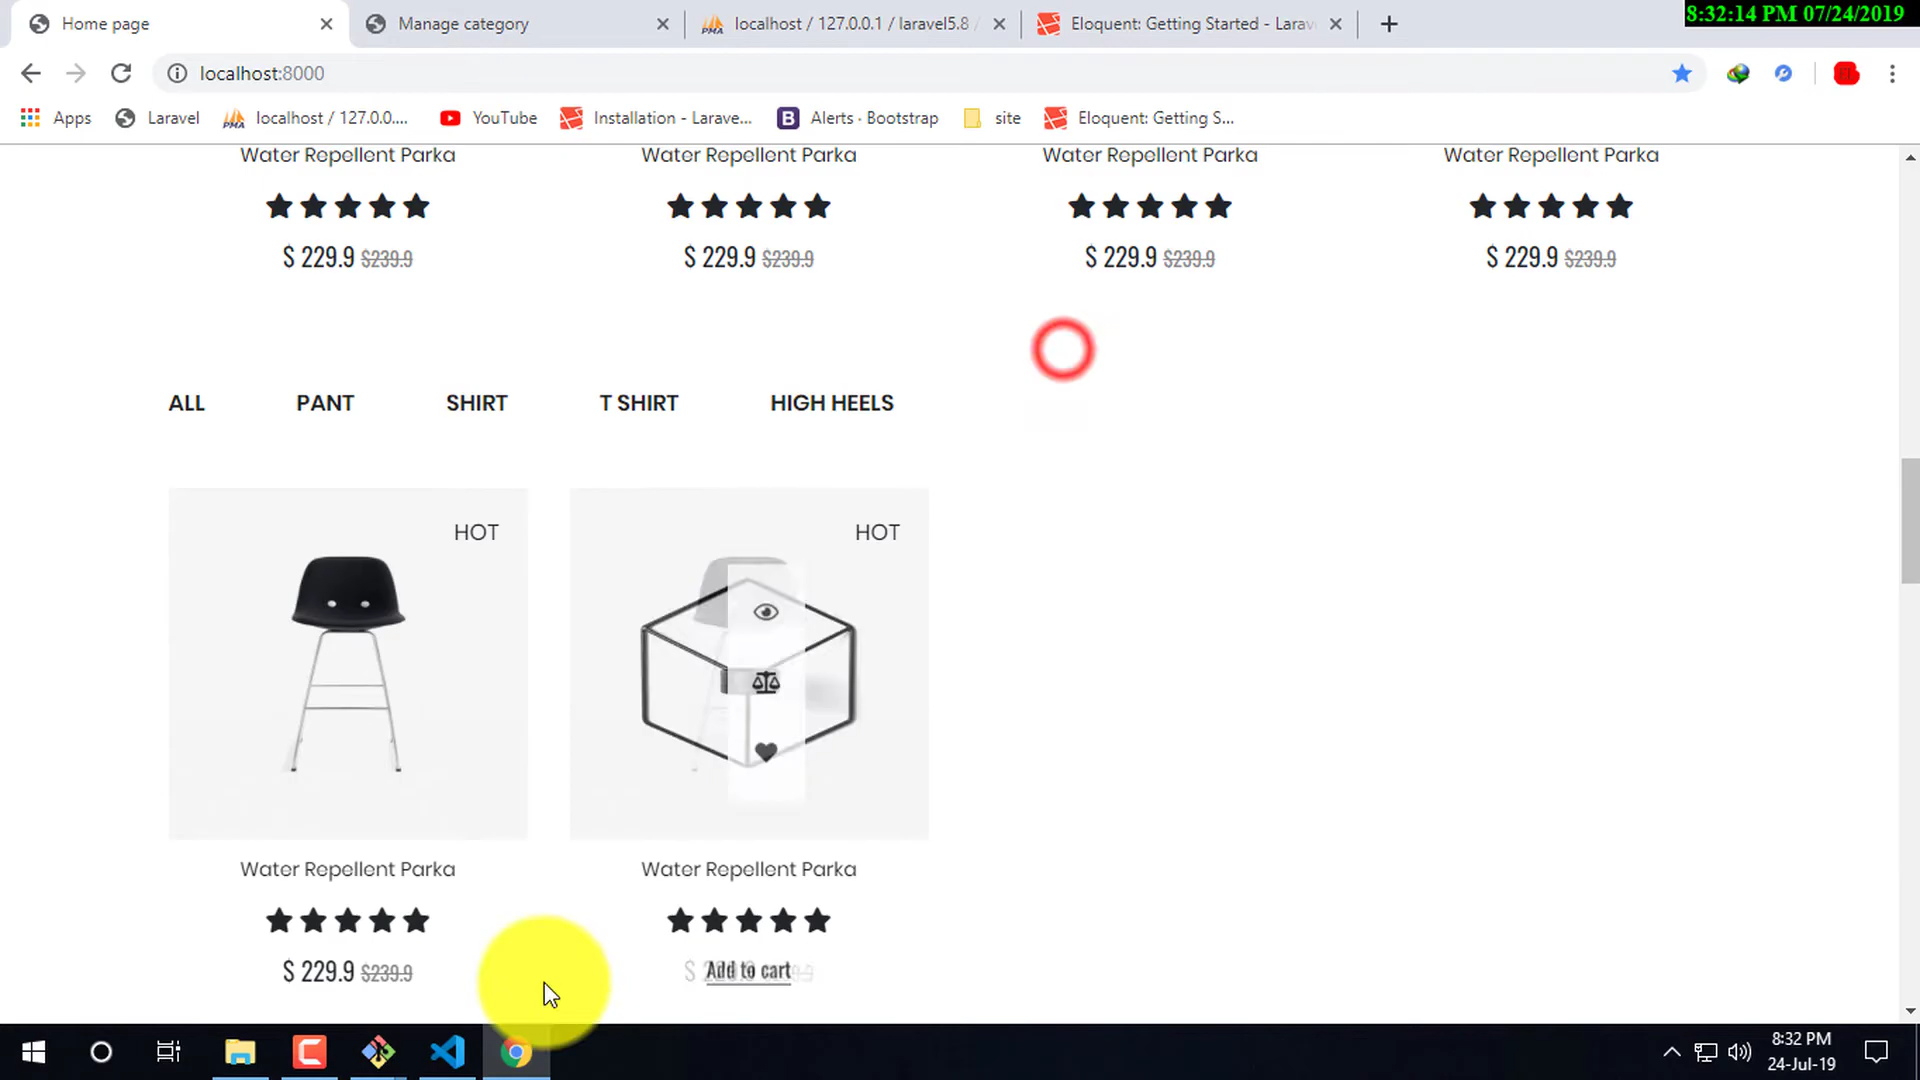 8:32:14 PM 07/24/2019
Home page
Manage category
localhost / 127.0.0.1 / laravel5.8 /
Eloquent: Getting Started - Larav
localhost:8000
Apps
Laravel
localhost / 127.0.0....
YouTube
Installation - Larave...
Alerts · Bootstrap
site
Eloquent: Getting S...
Water Repellent Parka Water Repellent Parka Water Repellent Parka Water Repellent Parka
$ 229.9 $239.9 $ 229.9 $239.9 $ 229.9 $239.9 $ 229.9 $239.9
ALL PANT SHIRT T SHIRT HIGH HEELS
HOT HOT
Water Repellent Parka Water Repellent Parka
$ 229.9 $239.9 Add to cart
8:32 PM
24-Jul-19